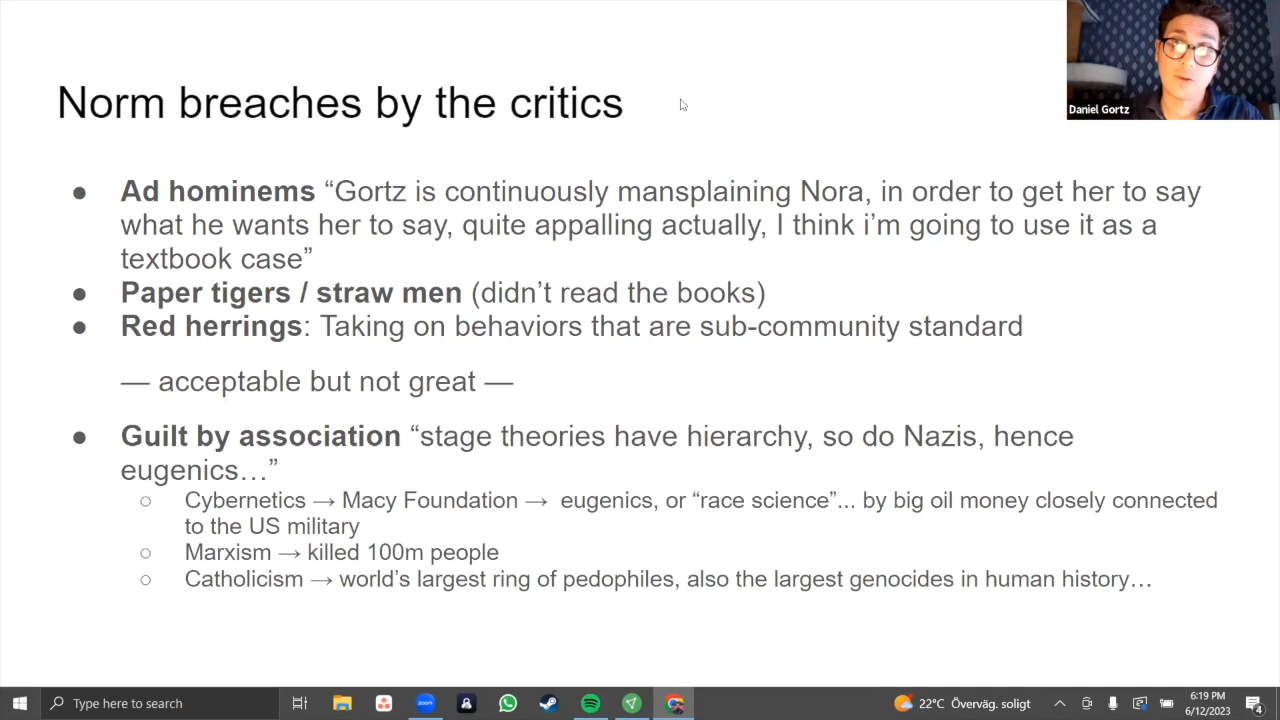 Norm breaches by the critics
Daniel Gortz
● Ad hominems “Gortz is continuously mansplaining Nora, in order to get her to say
what he wants her to say, quite appalling actually, I think i’m going to use it as a
textbook case”
● Paper tigers / straw men (didn’t read the books)
● Red herrings: Taking on behaviors that are sub-community standard
— acceptable but not great —
● Guilt by association “stage theories have hierarchy, so do Nazis, hence
eugenics…”
○ Cybernetics → Macy Foundation → eugenics, or “race science”... by big oil money closely connected
to the US military
○ Marxism → killed 100m people
○ Catholicism → world’s largest ring of pedophiles, also the largest genocides in human history…
Type here to search
zoom
22°C Överväg. soligt
6:19 PM
6/12/2023
4